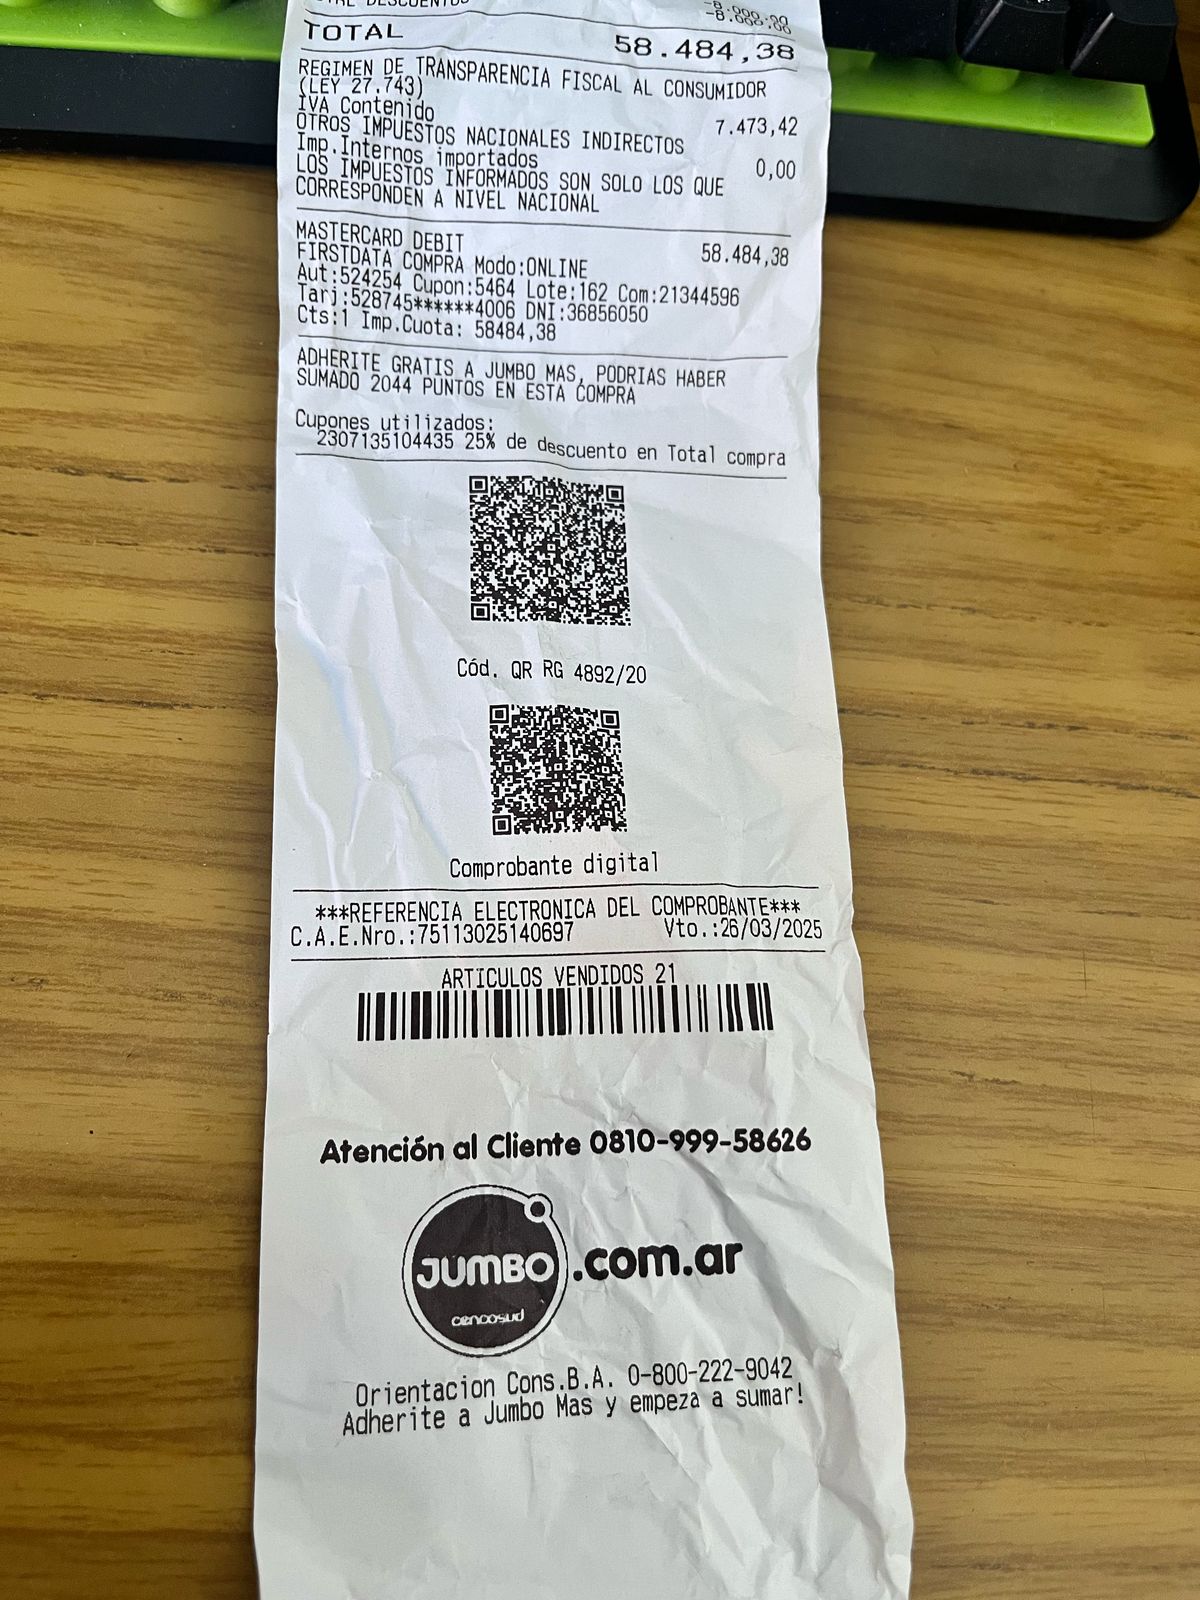 -8.000,00
-8.000,00
TOTAL 58.484,38
REGIMEN DE TRANSPARENCIA FISCAL AL CONSUMIDOR
(LEY 27.743)
IVA Contenido 7.473,42
OTROS IMPUESTOS NACIONALES INDIRECTOS
Imp.Internos importados 0,00
LOS IMPUESTOS INFORMADOS SON SOLO LOS QUE
CORRESPONDEN A NIVEL NACIONAL
MASTERCARD DEBIT 58.484,38
FIRSTDATA COMPRA Modo:ONLINE
Aut:524254 Cupon:5464 Lote:162 Com:21344596
Tarj:528745******4006 DNI:36856050
Cts:1 Imp.Cuota: 58484,38
ADHERITE GRATIS A JUMBO MAS, PODRIAS HABER
SUMADO 2044 PUNTOS EN ESTA COMPRA
Cupones utilizados:
2307135104435 25% de descuento en Total compra
Cód. QR RG 4892/20
Comprobante digital
***REFERENCIA ELECTRONICA DEL COMPROBANTE***
C.A.E.Nro.:75113025140697 Vto.:26/03/2025
ARTICULOS VENDIDOS 21
Atención al Cliente 0810-999-58626
JUMBO.com.ar
cencosud
Orientacion Cons.B.A. 0-800-222-9042
Adherite a Jumbo Mas y empeza a sumar!